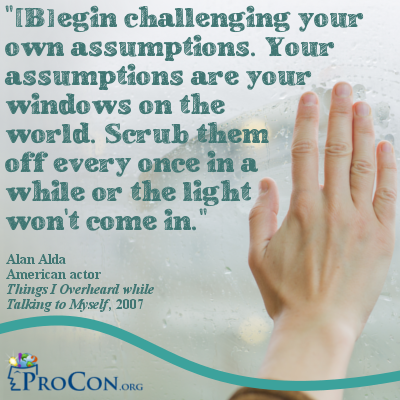 "[B]egin challenging your
own assumptions. Your
assumptions are your
windows on the
world. Scrub them
off every once in a
while or the light
won't come in."
Alan Alda
American actor
Things I Overheard while
Talking to Myself, 2007
ProCon.org